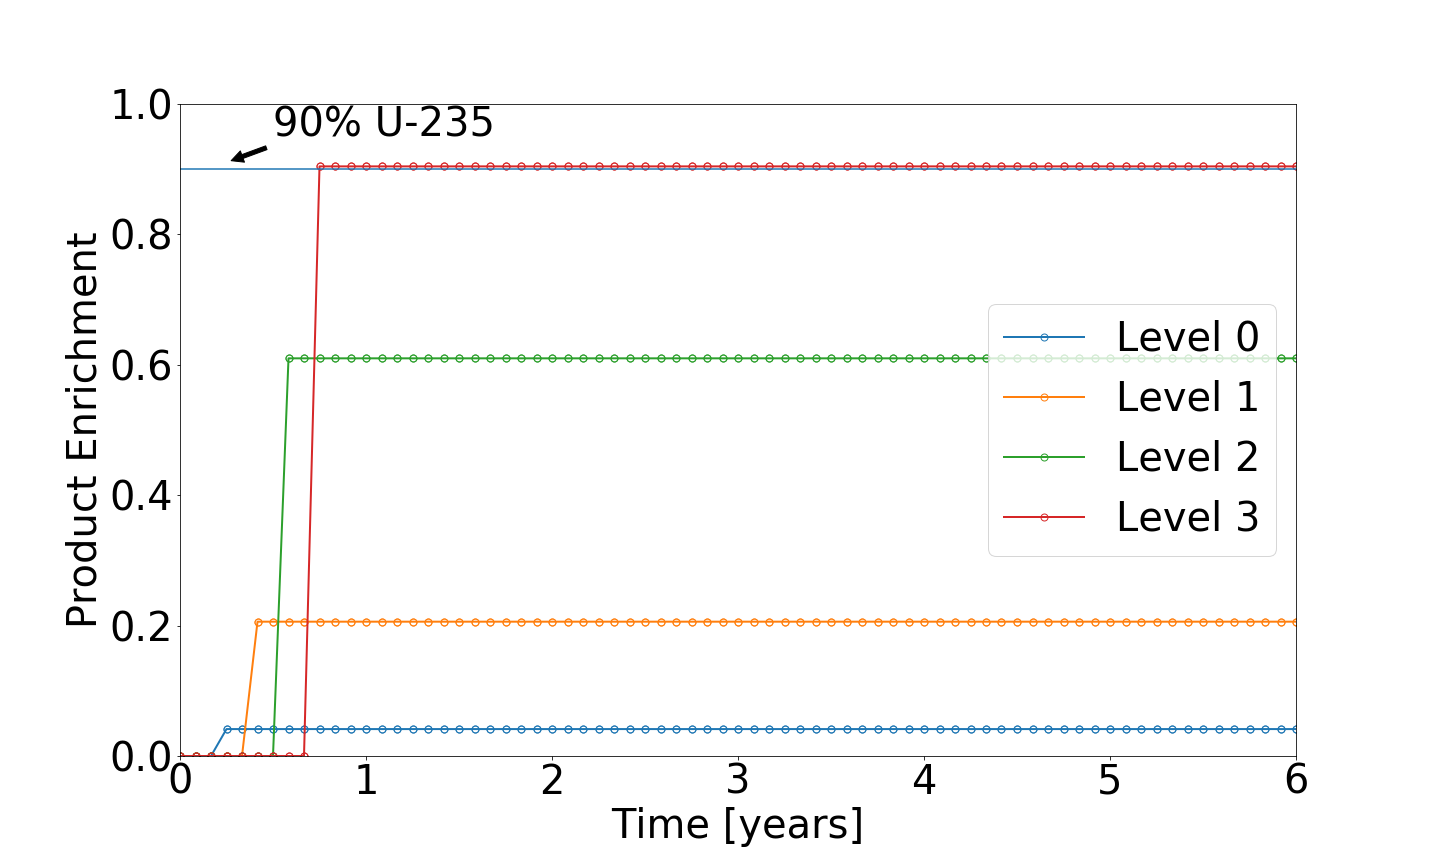 90% U-235
1.0
0.8
0.6
0.4
0.2
0.0
Product Enrichment
Level 0
Level 1
Level 2
Level 3
0 1 2 3 4 5 6
Time [years]